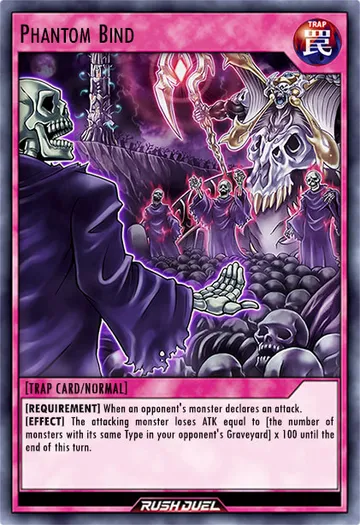 PHANTOM BIND
TRAP
罠
[TRAP CARD/NORMAL]
[REQUIREMENT] When an opponent's monster declares an attack.
[EFFECT] The attacking monster loses ATK equal to [the number of
monsters with its same Type in your opponent's Graveyard] x 100 until the
end of this turn.
RUSH DUEL